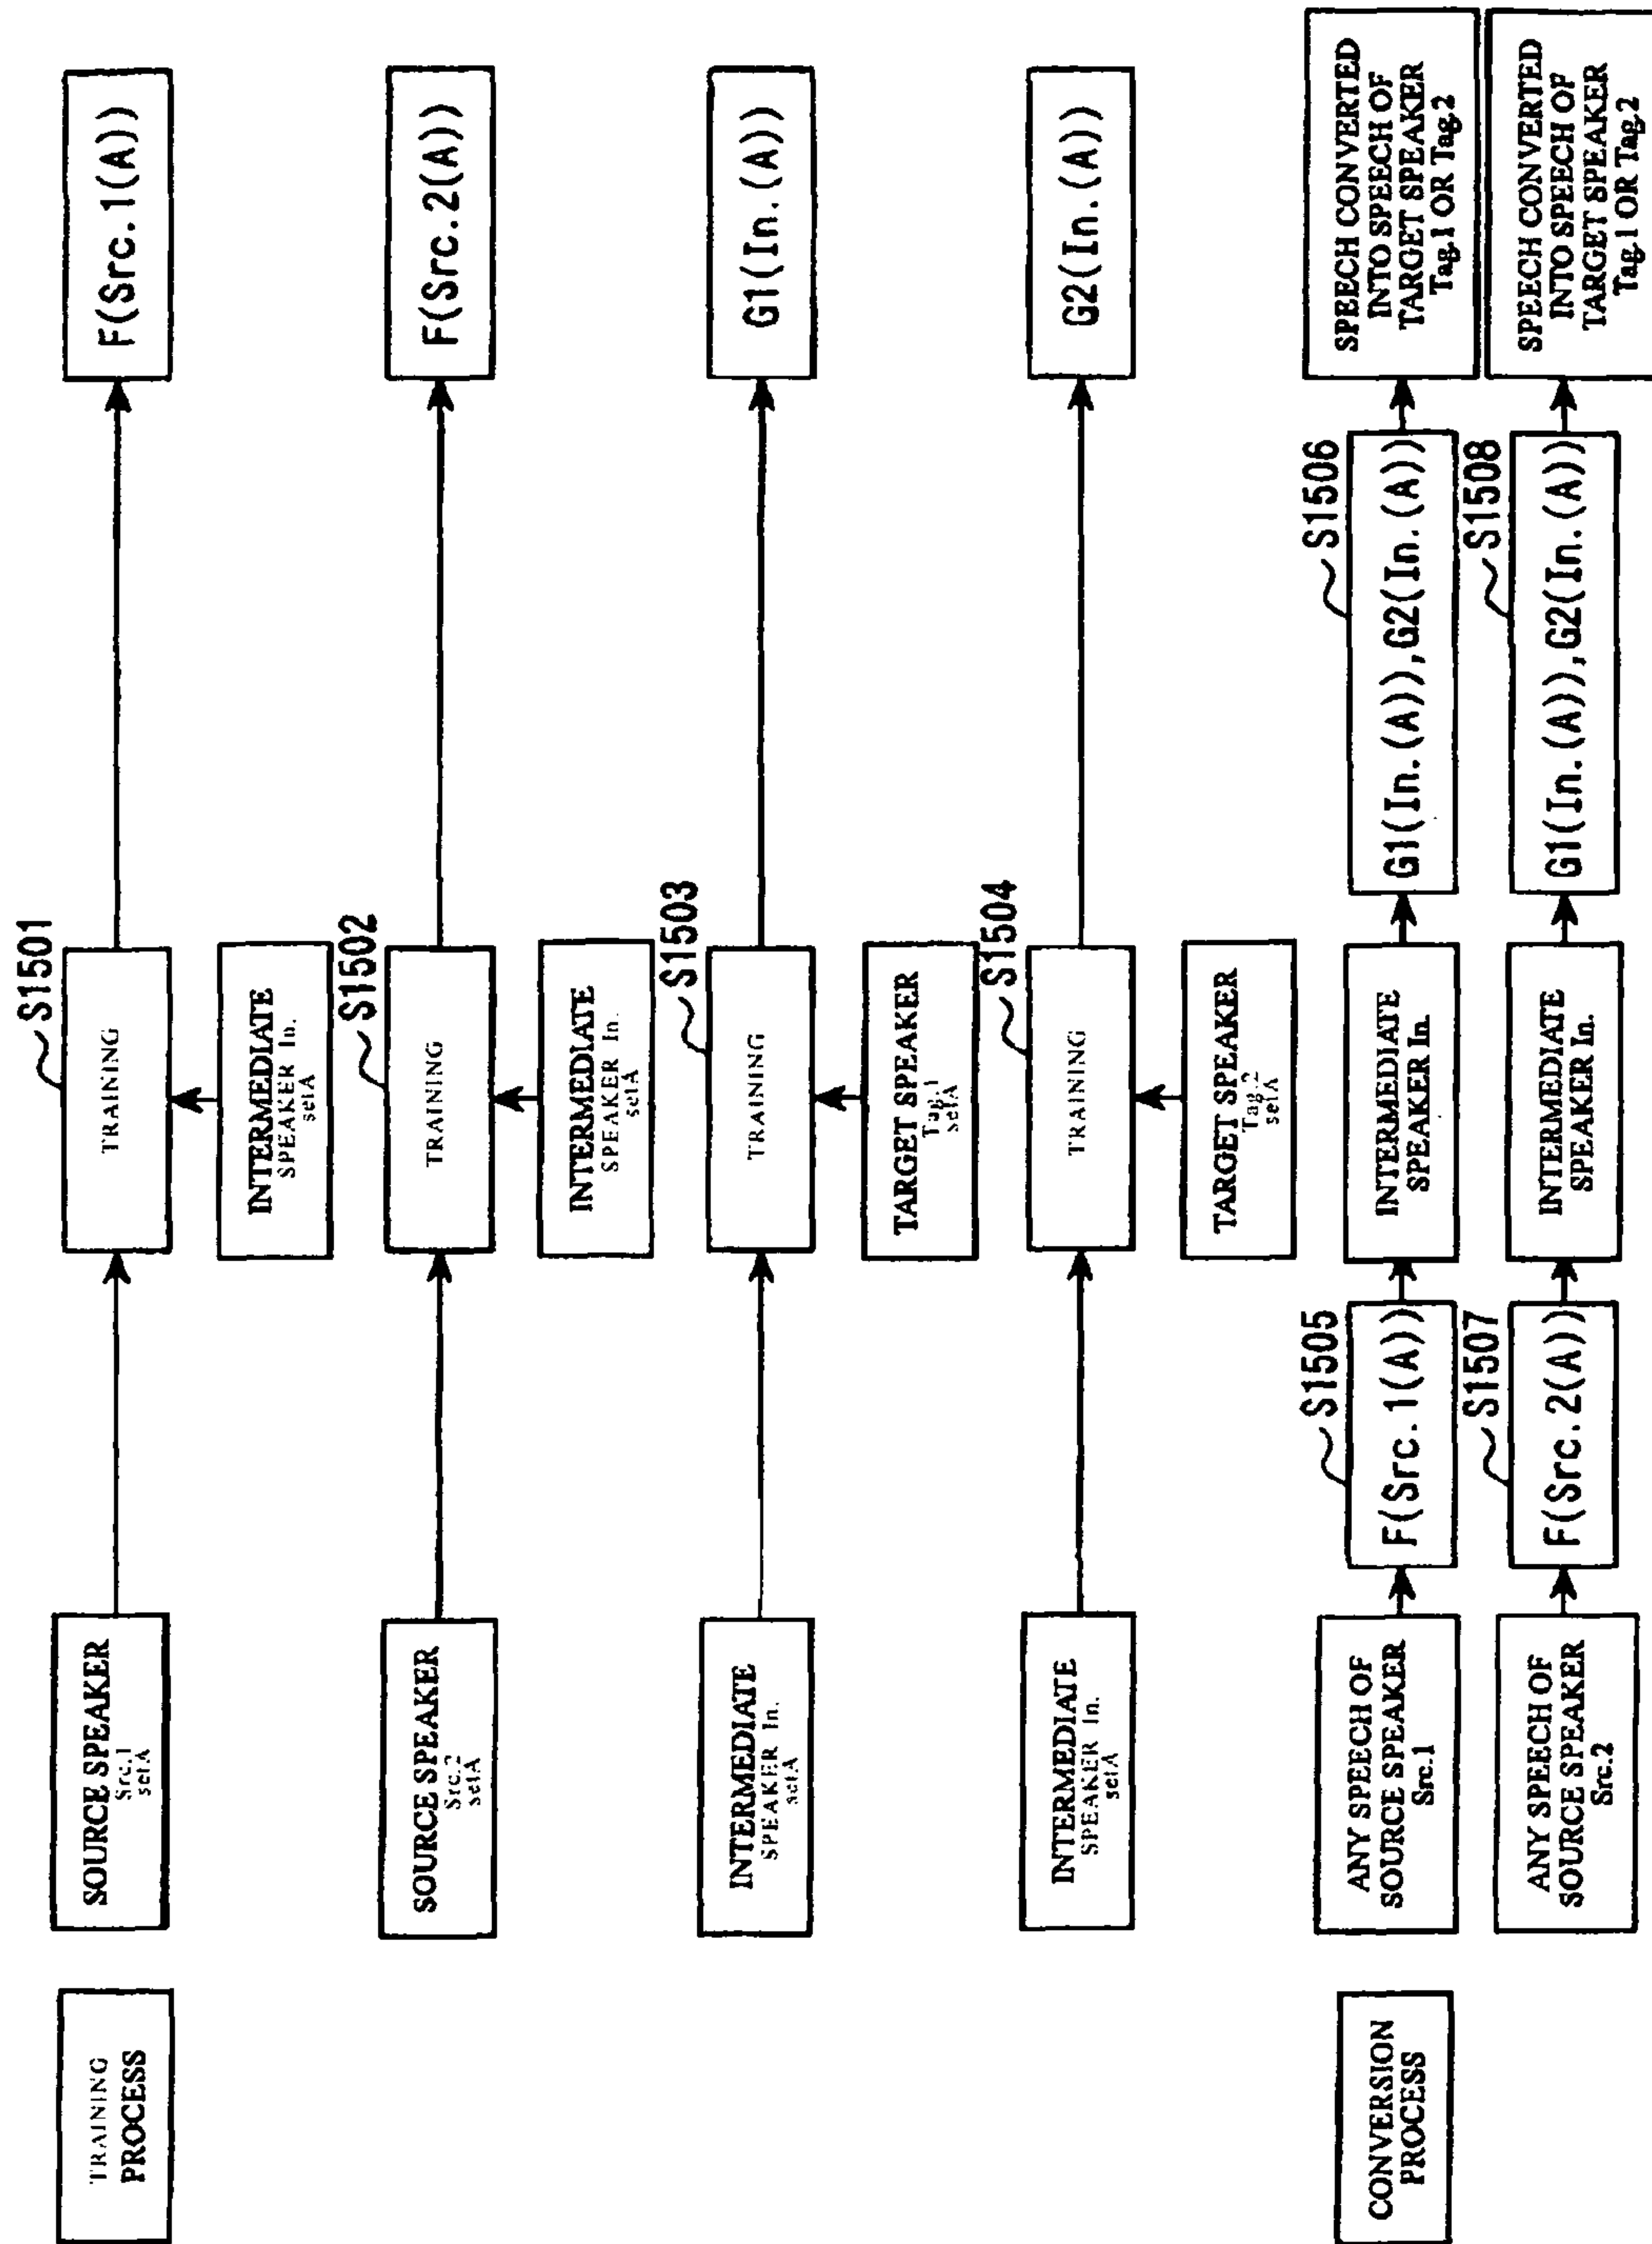 TRAINING
PROCESS
SOURCE SPEAKER
Src.1
setA
S1501
TRAINING
INTERMEDIATE
SPEAKER In.
setA
F(Src.1(A))
SOURCE SPEAKER
Src.2
setA
S1502
TRAINING
INTERMEDIATE
SPEAKER In.
setA
F(Src.2(A))
INTERMEDIATE
SPEAKER In.
setA
S1503
TRAINING
TARGET SPEAKER
Tag.1
setA
G1(In.(A))
INTERMEDIATE
SPEAKER In.
setA
S1504
TRAINING
TARGET SPEAKER
Tag.2
setA
G2(In.(A))
CONVERSION
PROCESS
ANY SPEECH OF
SOURCE SPEAKER
Src.1
S1505
F(Src.1(A))
INTERMEDIATE
SPEAKER In.
S1506
G1(In.(A)),G2(In.(A))
SPEECH CONVERTED
INTO SPEECH OF
TARGET SPEAKER
Tag.1 OR Tag.2
ANY SPEECH OF
SOURCE SPEAKER
Src.2
S1507
F(Src.2(A))
INTERMEDIATE
SPEAKER In.
S1508
G1(In.(A)),G2(In.(A))
SPEECH CONVERTED
INTO SPEECH OF
TARGET SPEAKER
Tag.1 OR Tag.2